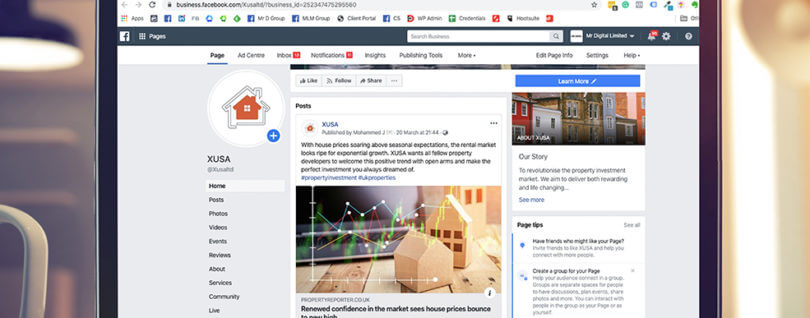 business.facebook.com/Xusaltd/?business_id=252347475295560
Apps
Mr D Group
MLM Group
Client Portal
CS
WP Admin
Credentials
Hootsuite
Pages
Search Business
Mr Digital Limited
Page
Ad Centre
Inbox
Notifications
Insights
Publishing Tools
More
Edit Page Info
Settings
Help
Like
Follow
Share
Learn More
XUSA
@Xusaltd
Home
Posts
Photos
Videos
Events
Reviews
About
Services
Community
Live
Posts
XUSA
Published by Mohammed J · 20 March at 21:44 ·
With house prices soaring above seasonal expectations, the rental market
looks ripe for exponential growth. XUSA wants all fellow property
developers to welcome this positive trend with open arms and make the
perfect investment you always dreamed of.
#propertyinvestment #ukproperties
PROPERTYREPORTER.CO.UK
Renewed confidence in the market sees house prices bounce
to new high
ABOUT XUSA
Our Story
To revolutionise the property investment
market. We aim to deliver both rewarding
and life changing...
See more
Page tips
See all
Have friends who might like your Page?
Invite friends to like XUSA and help you
connect with more people.
Create a group for your Page
Help your audience connect in a group.
Groups are separate spaces for people
to have discussions, plan events, share
photos and more. You can interact with
people in the group as your Page or as
yourself.